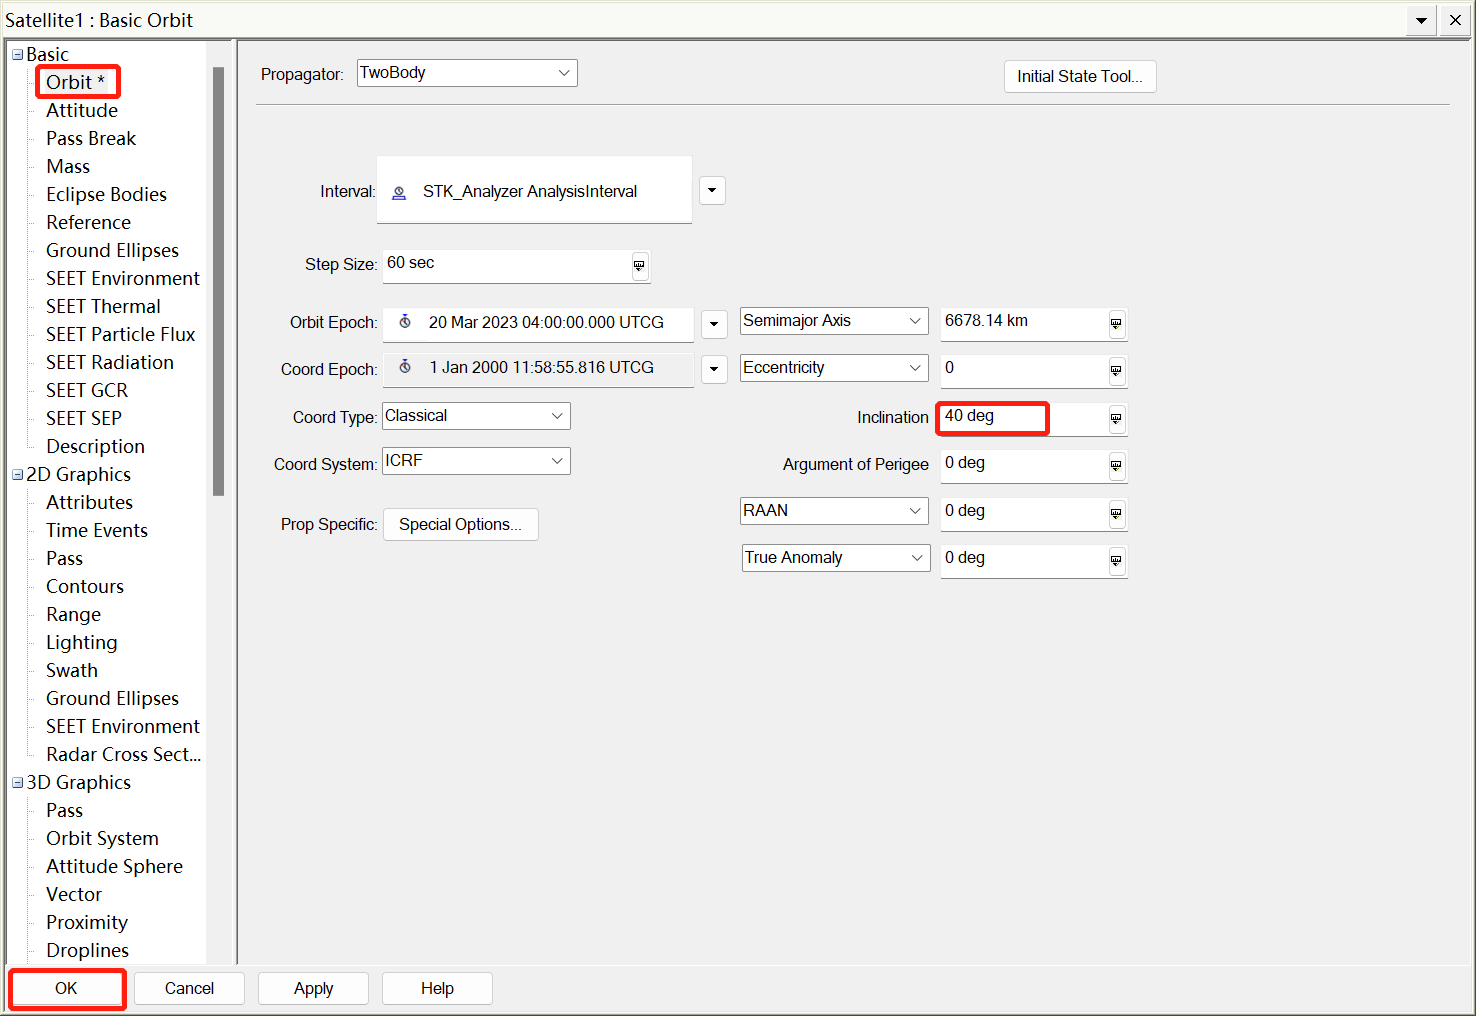 Satellite1 : Basic Orbit
Basic
Orbit *
Attitude
Pass Break
Mass
Eclipse Bodies
Reference
Ground Ellipses
SEET Environment
SEET Thermal
SEET Particle Flux
SEET Radiation
SEET GCR
SEET SEP
Description
2D Graphics
Attributes
Time Events
Pass
Contours
Range
Lighting
Swath
Ground Ellipses
SEET Environment
Radar Cross Sect...
3D Graphics
Pass
Orbit System
Attitude Sphere
Vector
Proximity
Droplines
Propagator: TwoBody
Initial State Tool...
Interval: STK_Analyzer AnalysisInterval
Step Size: 60 sec
Orbit Epoch: 20 Mar 2023 04:00:00.000 UTCG
Coord Epoch: 1 Jan 2000 11:58:55.816 UTCG
Coord Type: Classical
Coord System: ICRF
Prop Specific: Special Options...
Semimajor Axis 6678.14 km
Eccentricity 0
Inclination 40 deg
Argument of Perigee 0 deg
RAAN 0 deg
True Anomaly 0 deg
OK Cancel Apply Help